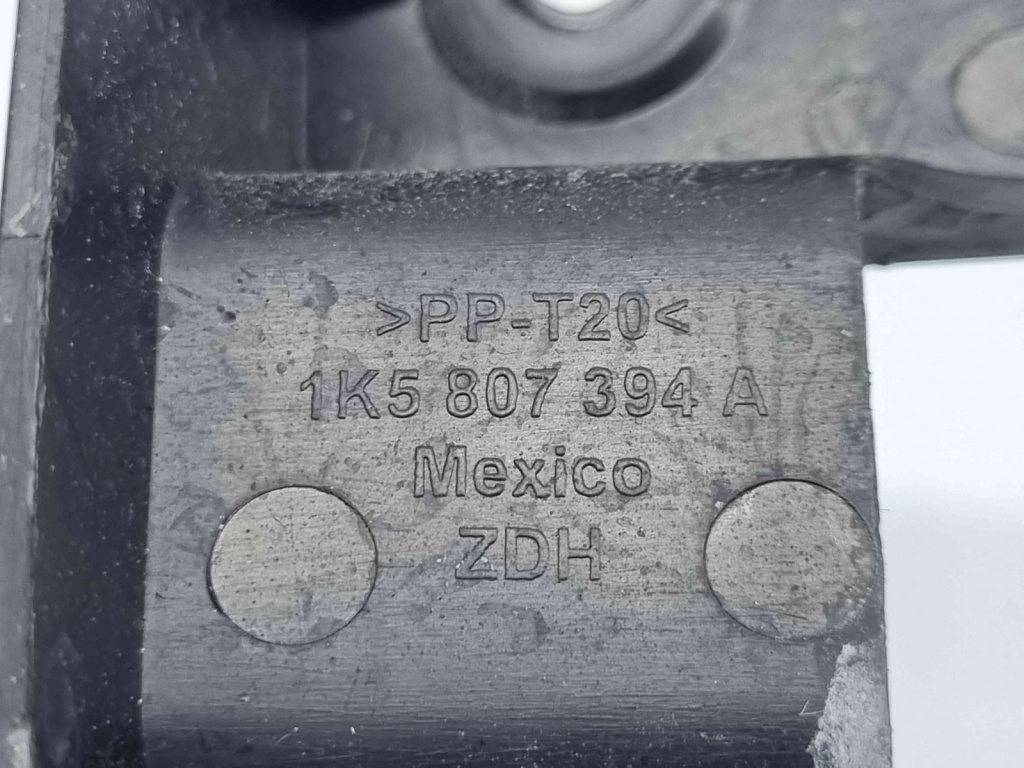 >PP-T20<
1K5 807 394 A
Mexico
ZDH